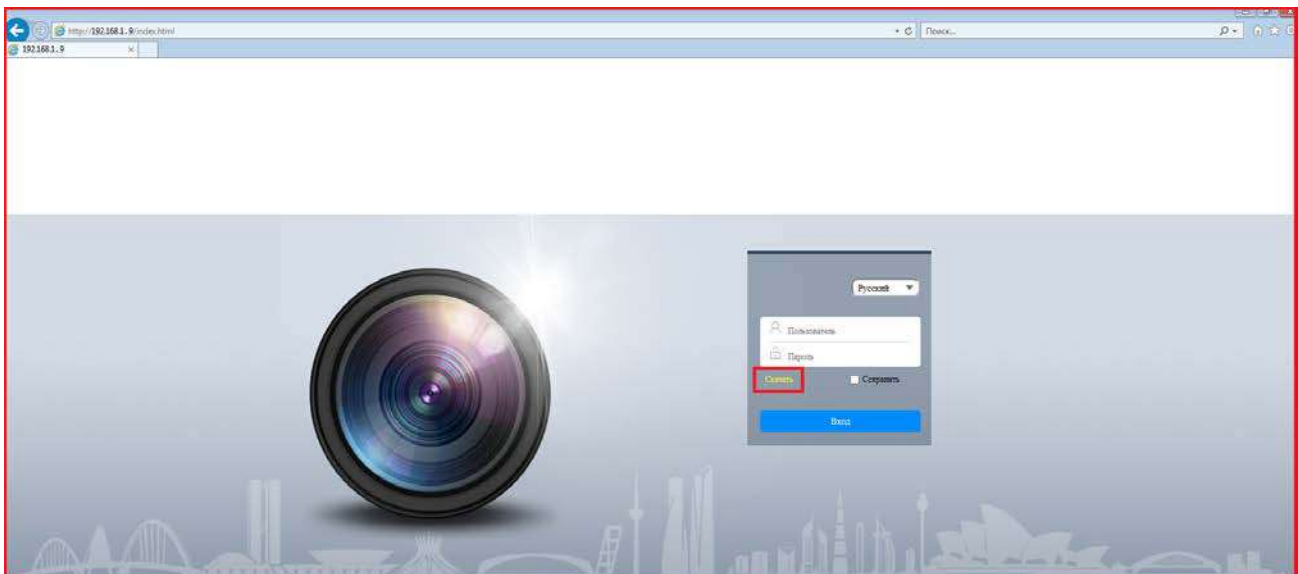 http://192.168.1.9/index.html
Поиск...
192.168.1.9
Русский
Пользователь
Пароль
Скачать
Сохранить
Вход